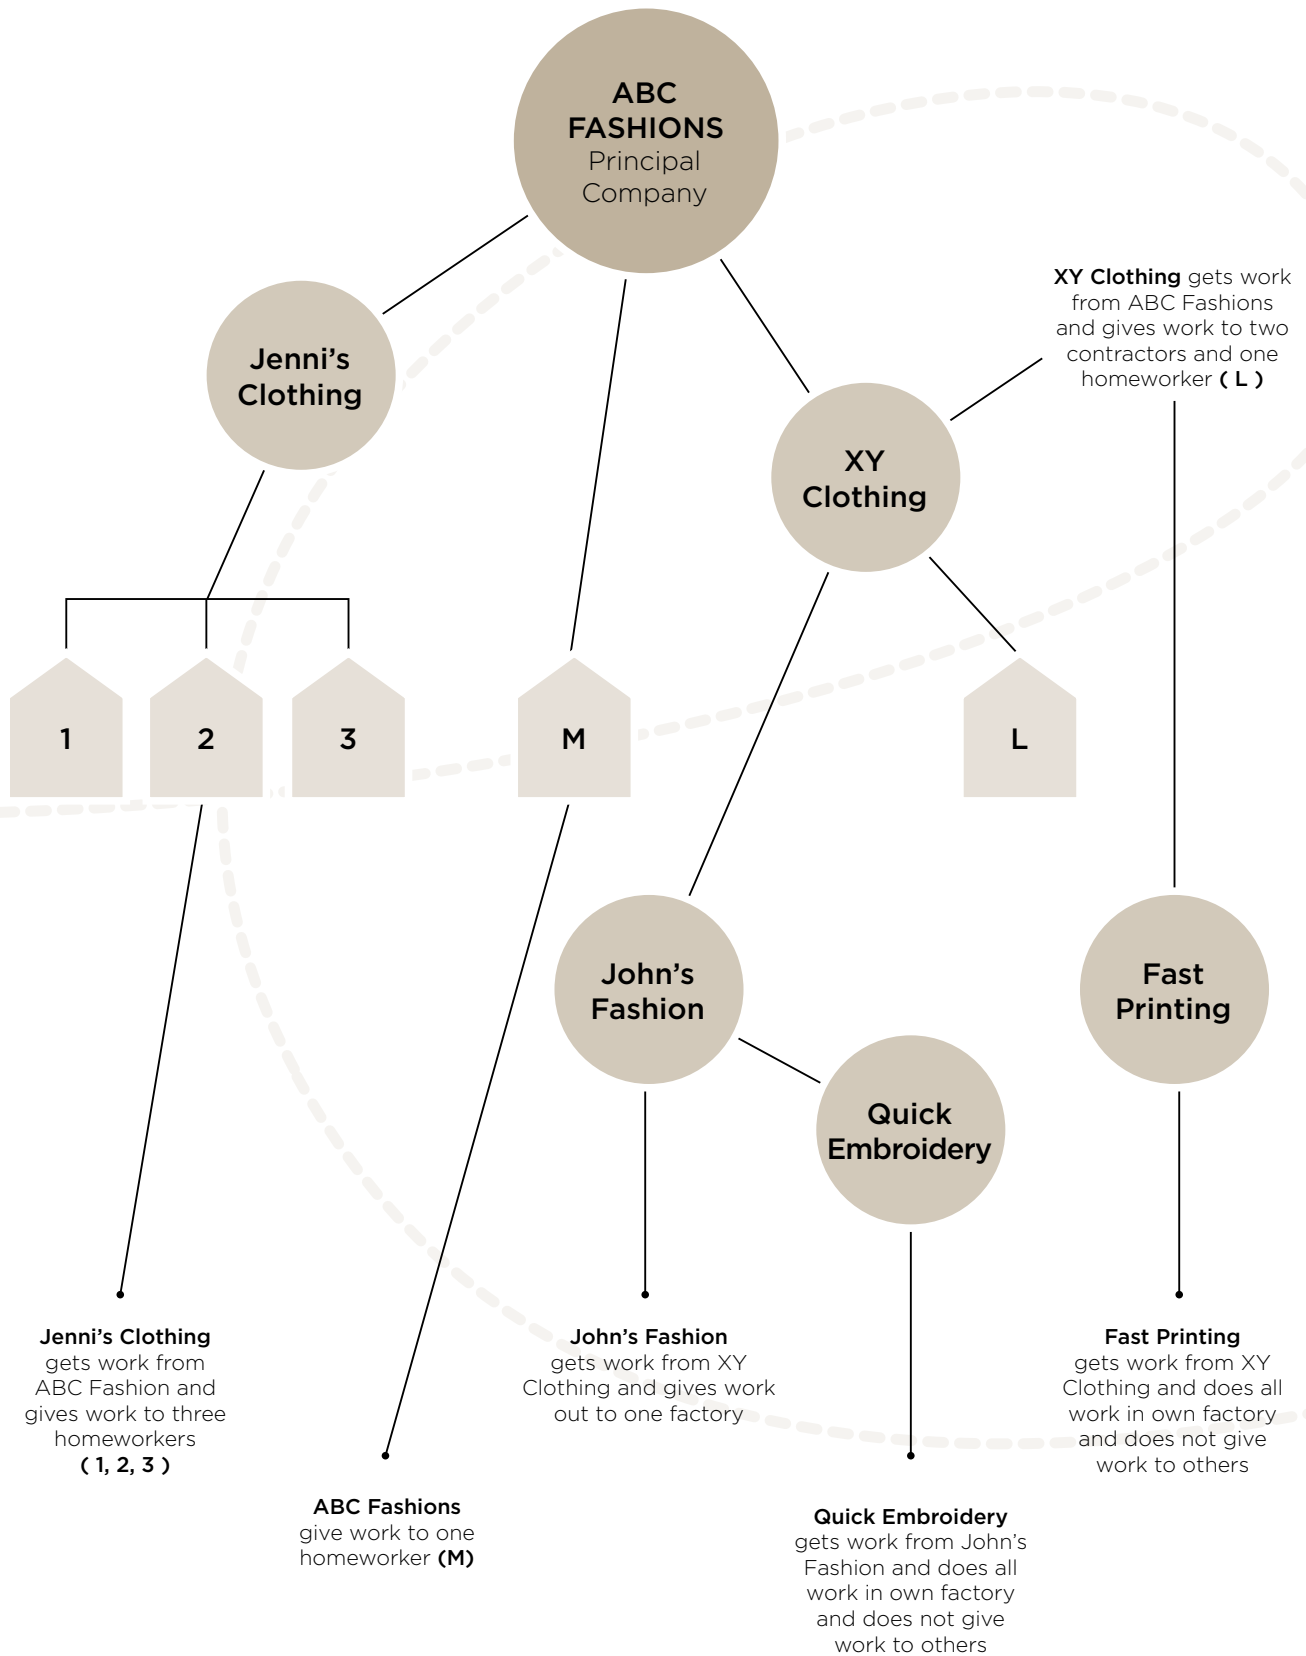 ABC
FASHIONS
Principal
Company
XY Clothing gets work
from ABC Fashions
and gives work to two
contractors and one
homeworker ( L )
Jenni’s
Clothing
XY
Clothing
1
2
3
M
L
John’s
Fashion
Fast
Printing
Quick
Embroidery
Jenni’s Clothing
gets work from
ABC Fashion and
gives work to three
homeworkers
( 1, 2, 3 )
ABC Fashions
give work to one
homeworker (M)
John’s Fashion
gets work from XY
Clothing and gives work
out to one factory
Quick Embroidery
gets work from John’s
Fashion and does all
work in own factory
and does not give
work to others
Fast Printing
gets work from XY
Clothing and does all
work in own factory
and does not give
work to others